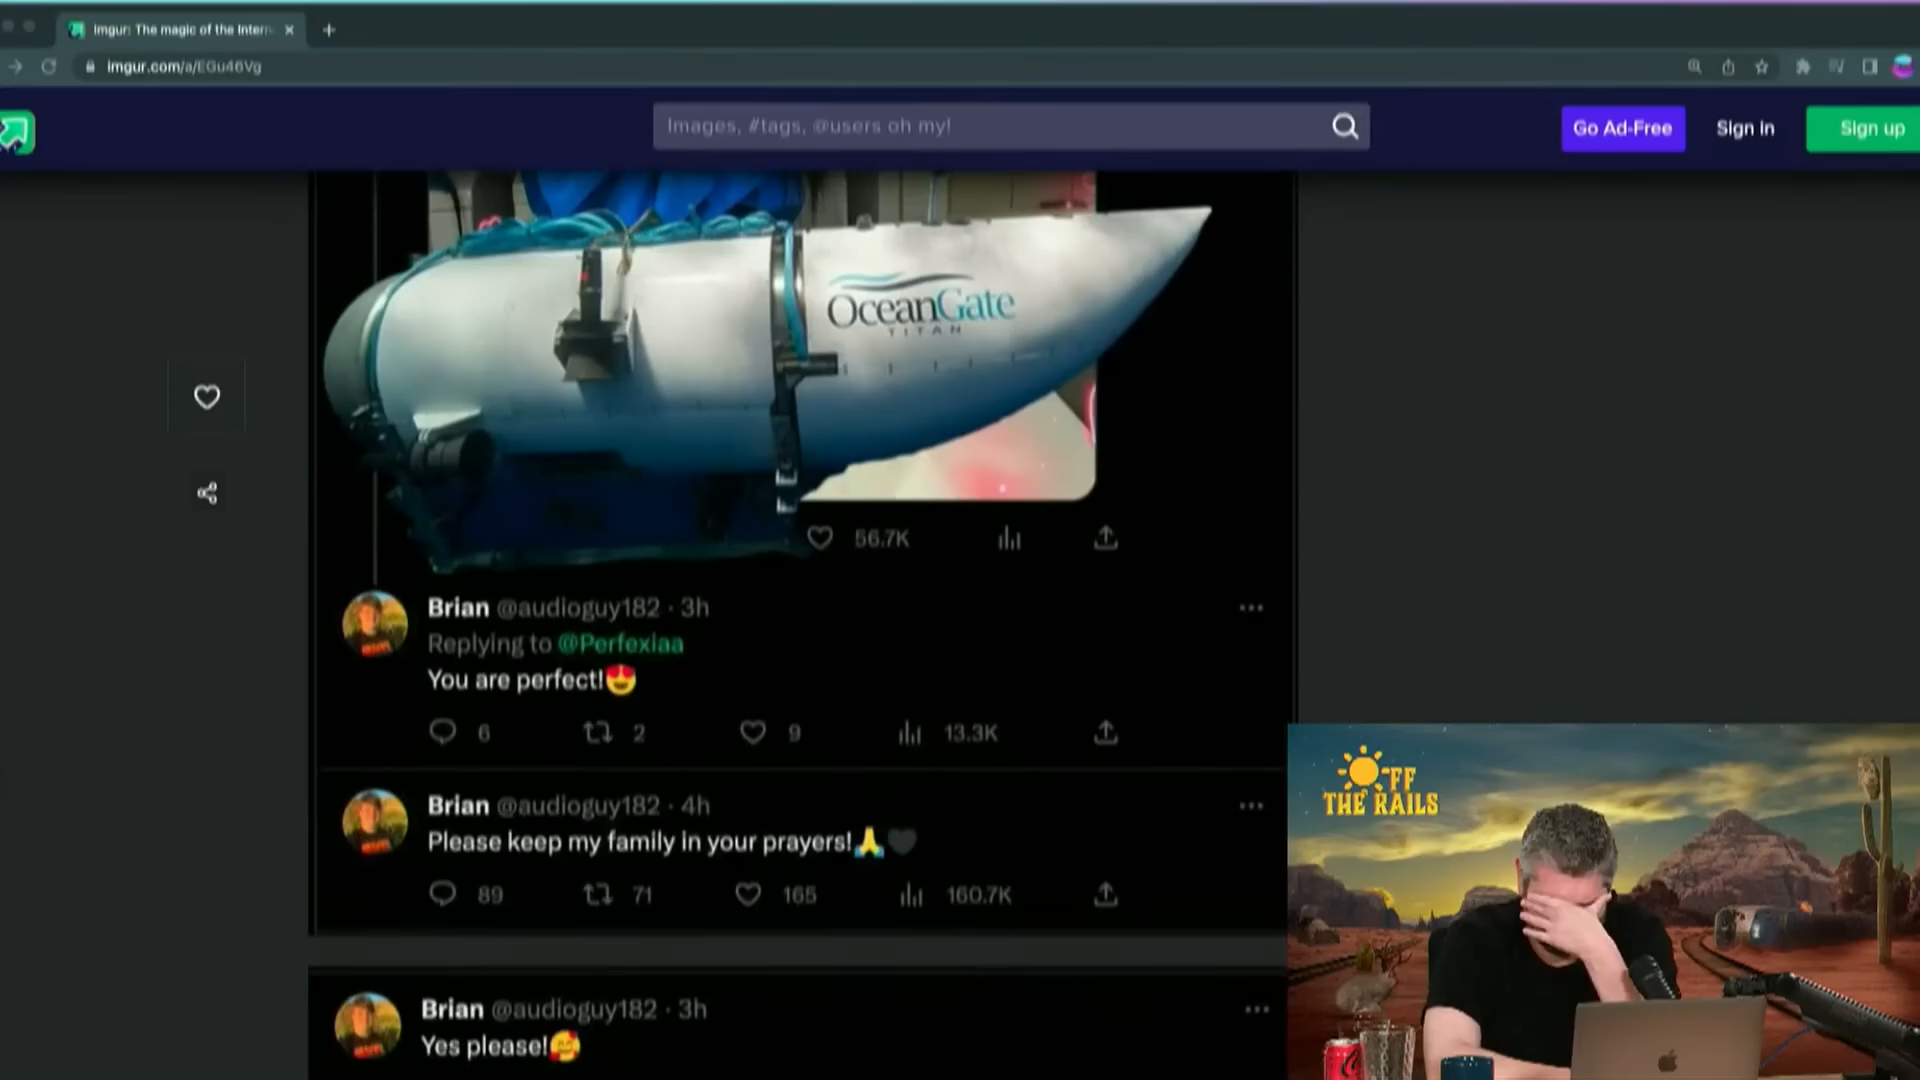 Imgur: The magic of the Intern
imgur.com/a/EGu46Vg
Images, #tags, @users oh my!
Go Ad-Free
Sign in
Sign up
OceanGate
TITAN
56.7K
Brian @audioguy182 · 3h
Replying to @Perfexiaa
You are perfect!😍
6 2 9 13.3K
Brian @audioguy182 · 4h
Please keep my family in your prayers!🙏🖤
89 71 165 160.7K
Brian @audioguy182 · 3h
Yes please!🥰
OFF
THE RAILS